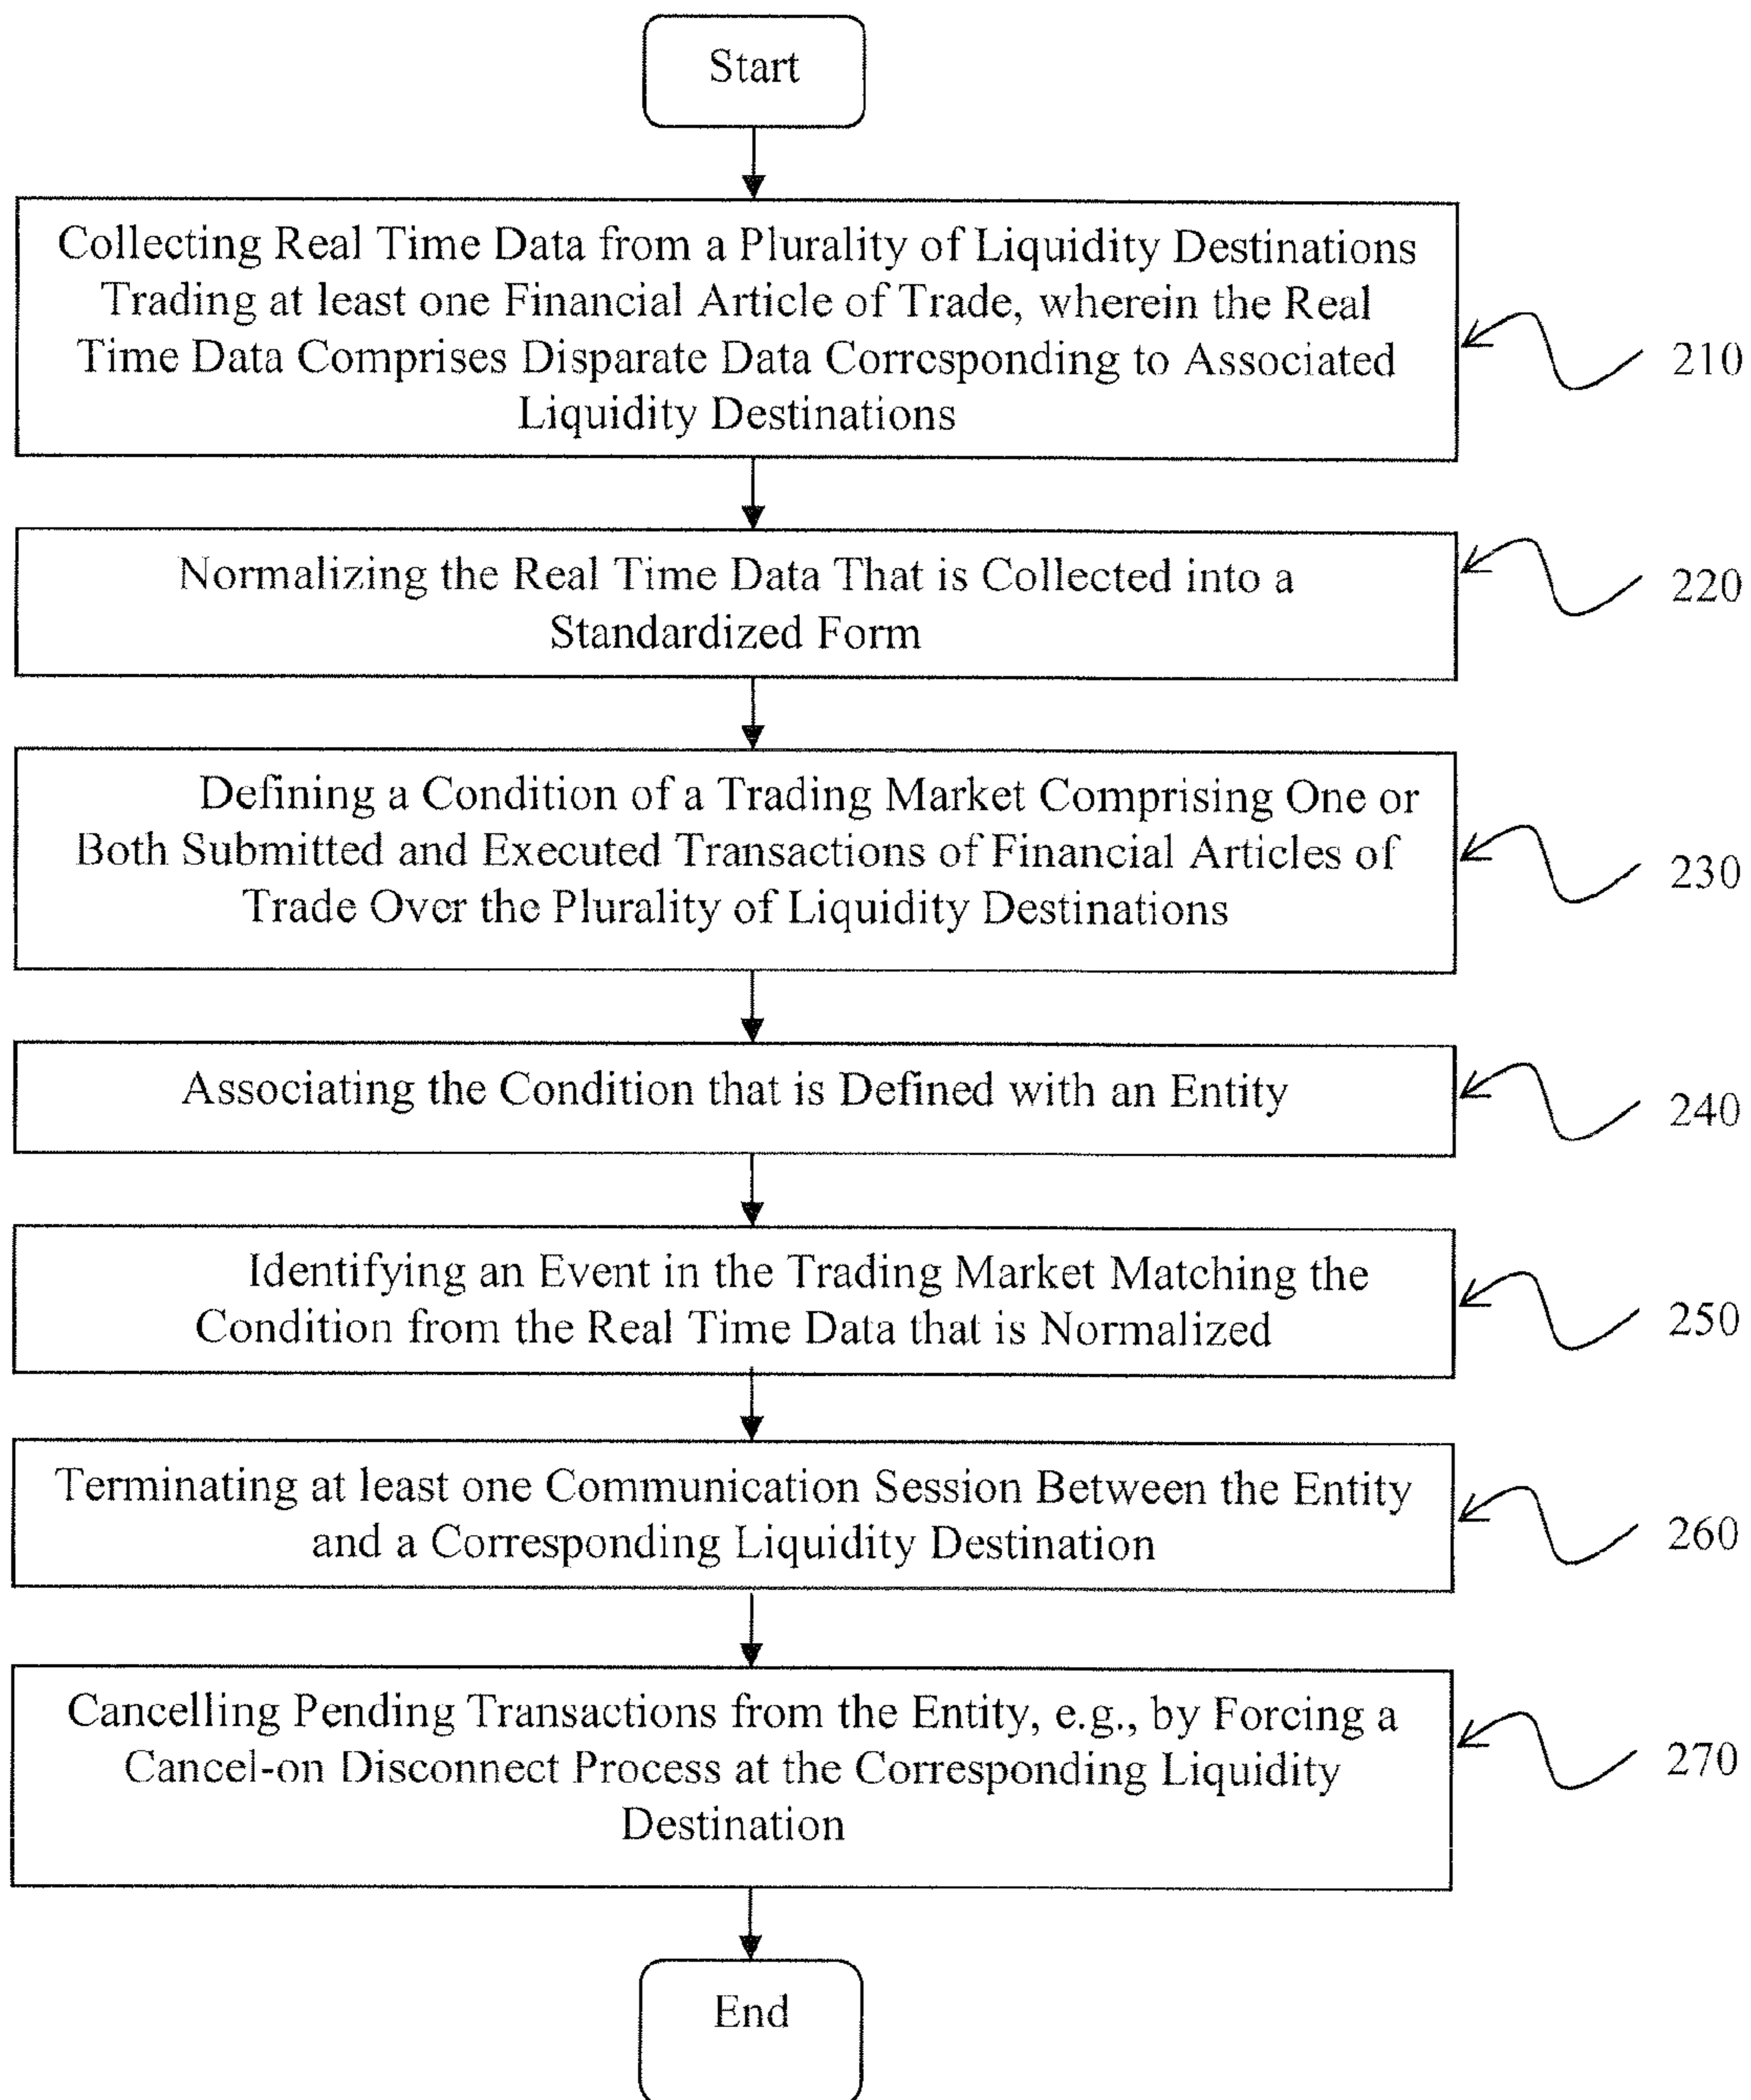 Start
Collecting Real Time Data from a Plurality of Liquidity Destinations
Trading at least one Financial Article of Trade, wherein the Real
Time Data Comprises Disparate Data Corresponding to Associated
Liquidity Destinations
210
Normalizing the Real Time Data That is Collected into a
Standardized Form
220
Defining a Condition of a Trading Market Comprising One or
Both Submitted and Executed Transactions of Financial Articles of
Trade Over the Plurality of Liquidity Destinations
230
Associating the Condition that is Defined with an Entity
240
Identifying an Event in the Trading Market Matching the
Condition from the Real Time Data that is Normalized
250
Terminating at least one Communication Session Between the Entity
and a Corresponding Liquidity Destination
260
Cancelling Pending Transactions from the Entity, e.g., by Forcing a
Cancel-on Disconnect Process at the Corresponding Liquidity
Destination
270
End